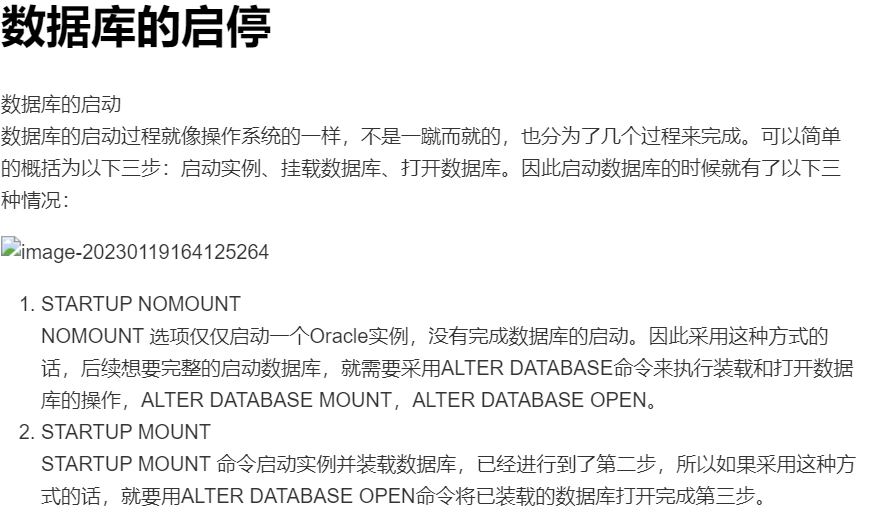 数据库的启停
数据库的启动
数据库的启动过程就像操作系统的一样，不是一蹴而就的，也分为了几个过程来完成。可以简单
的概括为以下三步：启动实例、挂载数据库、打开数据库。因此启动数据库的时候就有了以下三
种情况：
image-20230119164125264
1. STARTUP NOMOUNT
NOMOUNT 选项仅仅启动一个Oracle实例，没有完成数据库的启动。因此采用这种方式的
话，后续想要完整的启动数据库，就需要采用ALTER DATABASE命令来执行装载和打开数据
库的操作，ALTER DATABASE MOUNT，ALTER DATABASE OPEN。
2. STARTUP MOUNT
STARTUP MOUNT 命令启动实例并装载数据库，已经进行到了第二步，所以如果采用这种方
式的话，就要用ALTER DATABASE OPEN命令将已装载的数据库打开完成第三步。